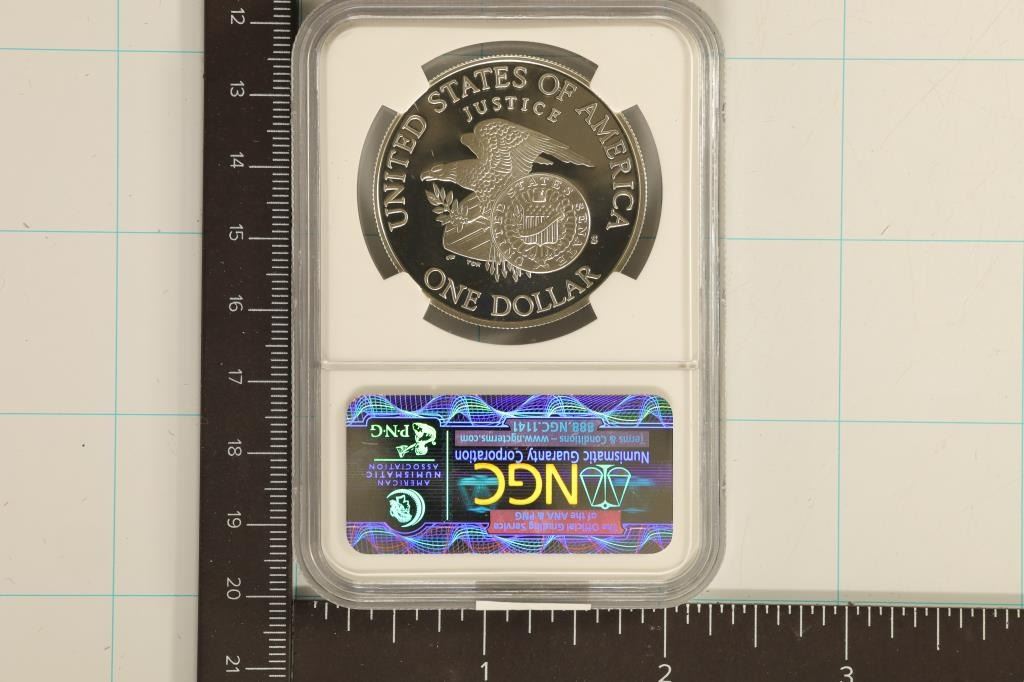 UNITED STATES OF AMERICA
JUSTICE
UNITED STATES SENATE
S
ONE DOLLAR
888.NGC.1141
Terms & Conditions – www.ngcterms.com
Numismatic Guaranty Corporation
NGC
The Official Grading Service
of the ANA & PNG
P·N·G
AMERICAN
NUMISMATIC
ASSOCIATION
12
13
14
15
16
17
18
19
20
21
1
2
3